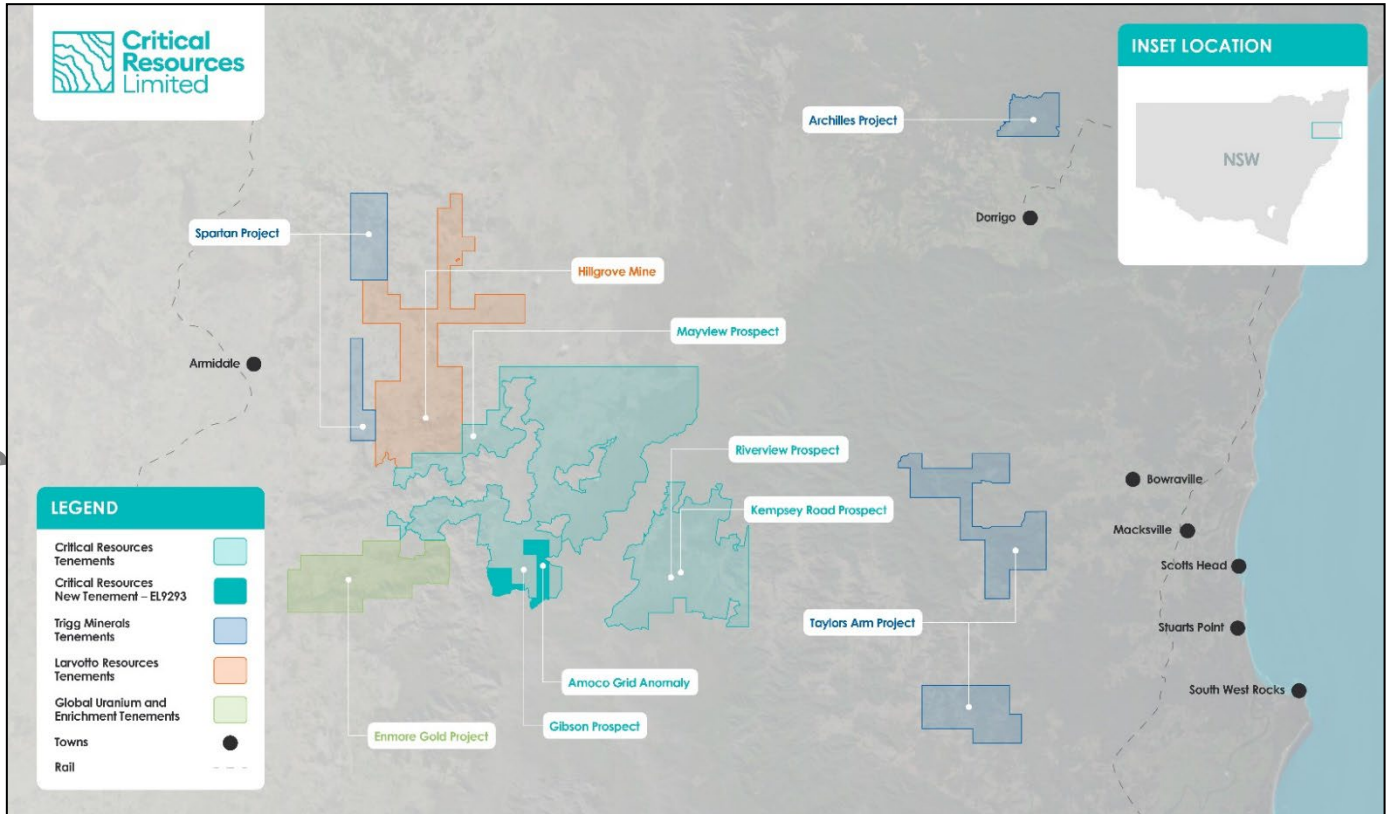 Critical
Resources
Limited
INSET LOCATION
NSW
Archilles Project
Dorrigo
Spartan Project
Hillgrove Mine
Mayview Prospect
Armidale
Riverview Prospect
Kempsey Road Prospect
Bowraville
Macksville
Scotts Head
Stuarts Point
South West Rocks
Taylors Arm Project
Amoco Grid Anomaly
Gibson Prospect
Enmore Gold Project
LEGEND
Critical Resources
Tenements
Critical Resources
New Tenement – EL9293
Trigg Minerals
Tenements
Larvotto Resources
Tenements
Global Uranium and
Enrichment Tenements
Towns
Rail